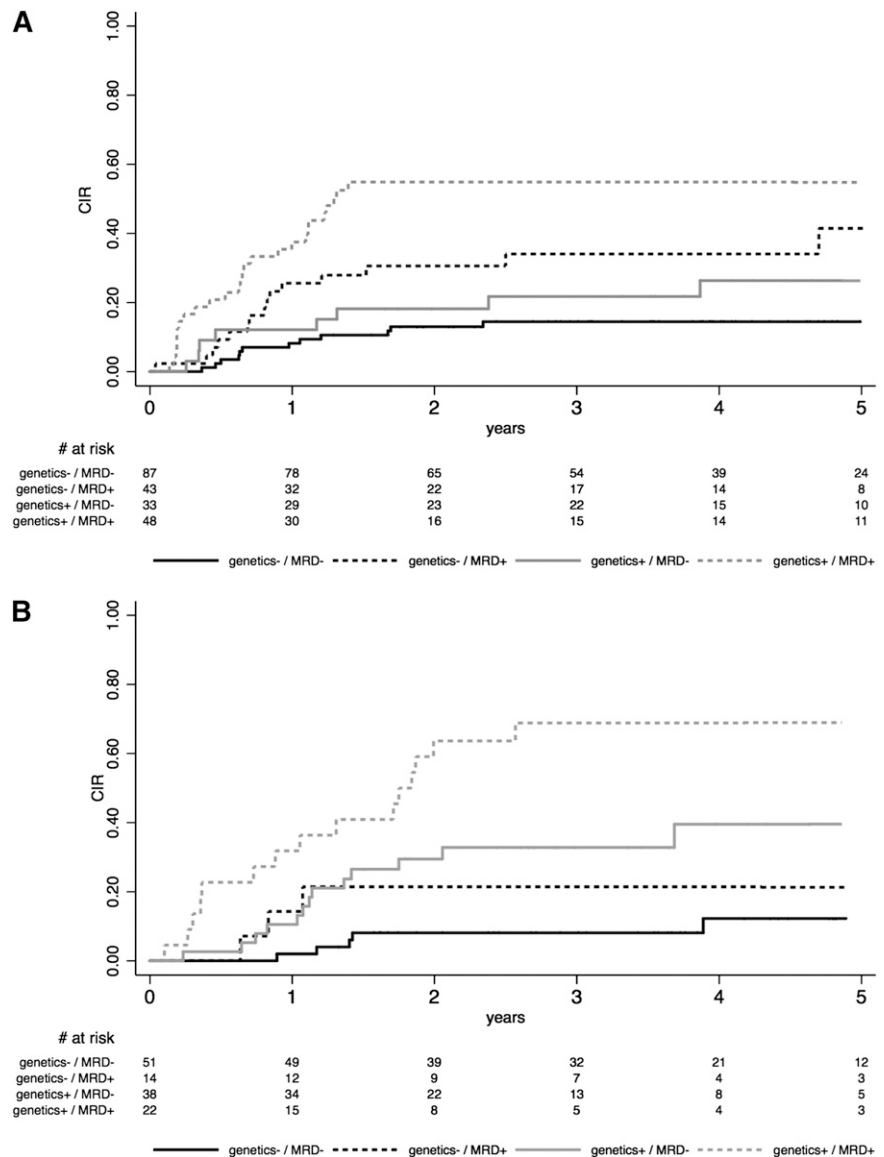 A
CIR
1.00
0.80
0.60
0.40
0.20
0.00
0 1 2 3 4 5
years
# at risk
genetics- / MRD- 87 78 65 54 39 24
genetics- / MRD+ 43 32 22 17 14 8
genetics+ / MRD- 33 29 23 22 15 10
genetics+ / MRD+ 48 30 16 15 14 11
genetics- / MRD- genetics- / MRD+ genetics+ / MRD- genetics+ / MRD+
B
CIR
1.00
0.80
0.60
0.40
0.20
0.00
0 1 2 3 4 5
years
# at risk
genetics- / MRD- 51 49 39 32 21 12
genetics- / MRD+ 14 12 9 7 4 3
genetics+ / MRD- 38 34 22 13 8 5
genetics+ / MRD+ 22 15 8 5 4 3
genetics- / MRD- genetics- / MRD+ genetics+ / MRD- genetics+ / MRD+